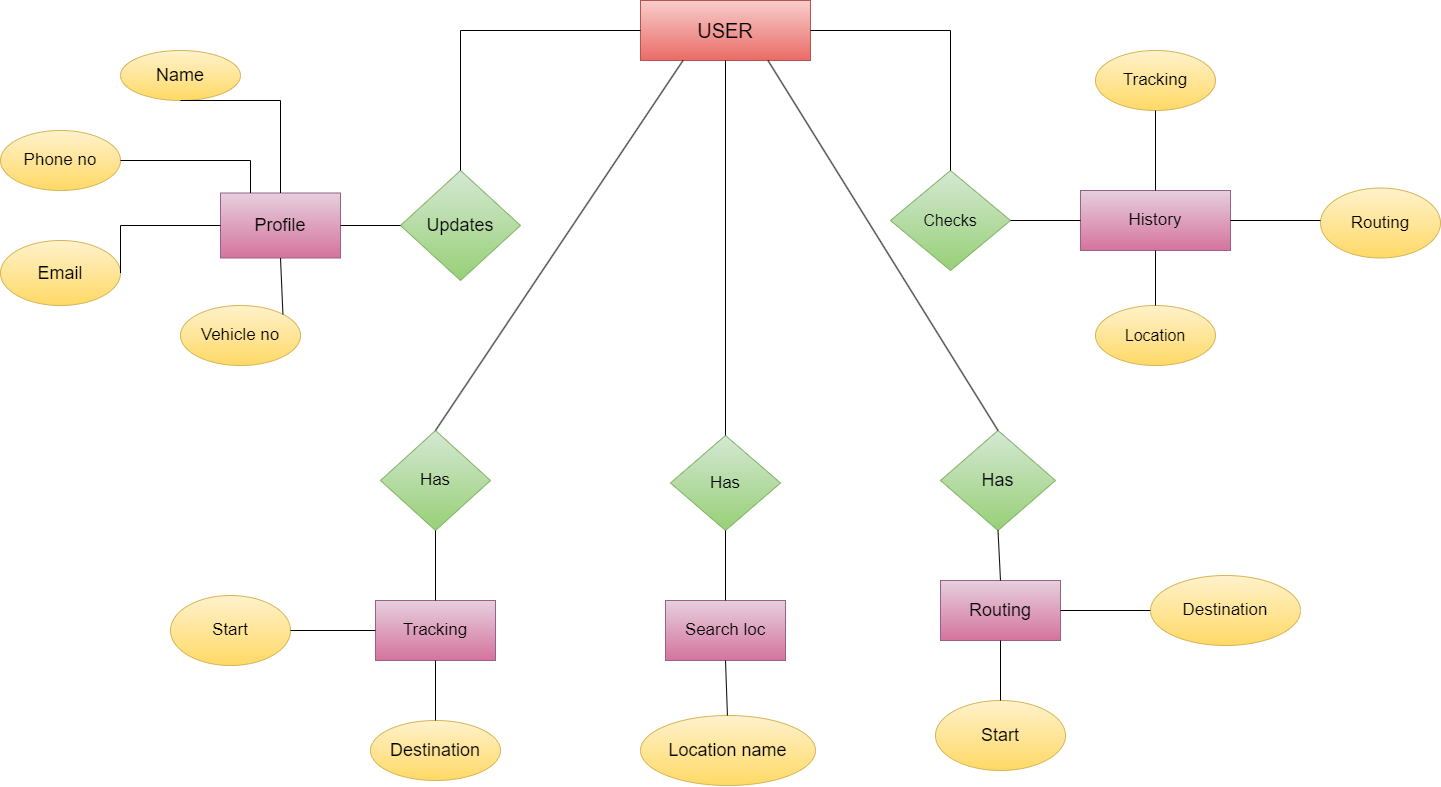 USER
Name
Tracking
Phone no
Profile
Updates
Checks
History
Routing
Email
Vehicle no
Location
Has
Has
Has
Start
Tracking
Search loc
Routing
Destination
Destination
Location name
Start